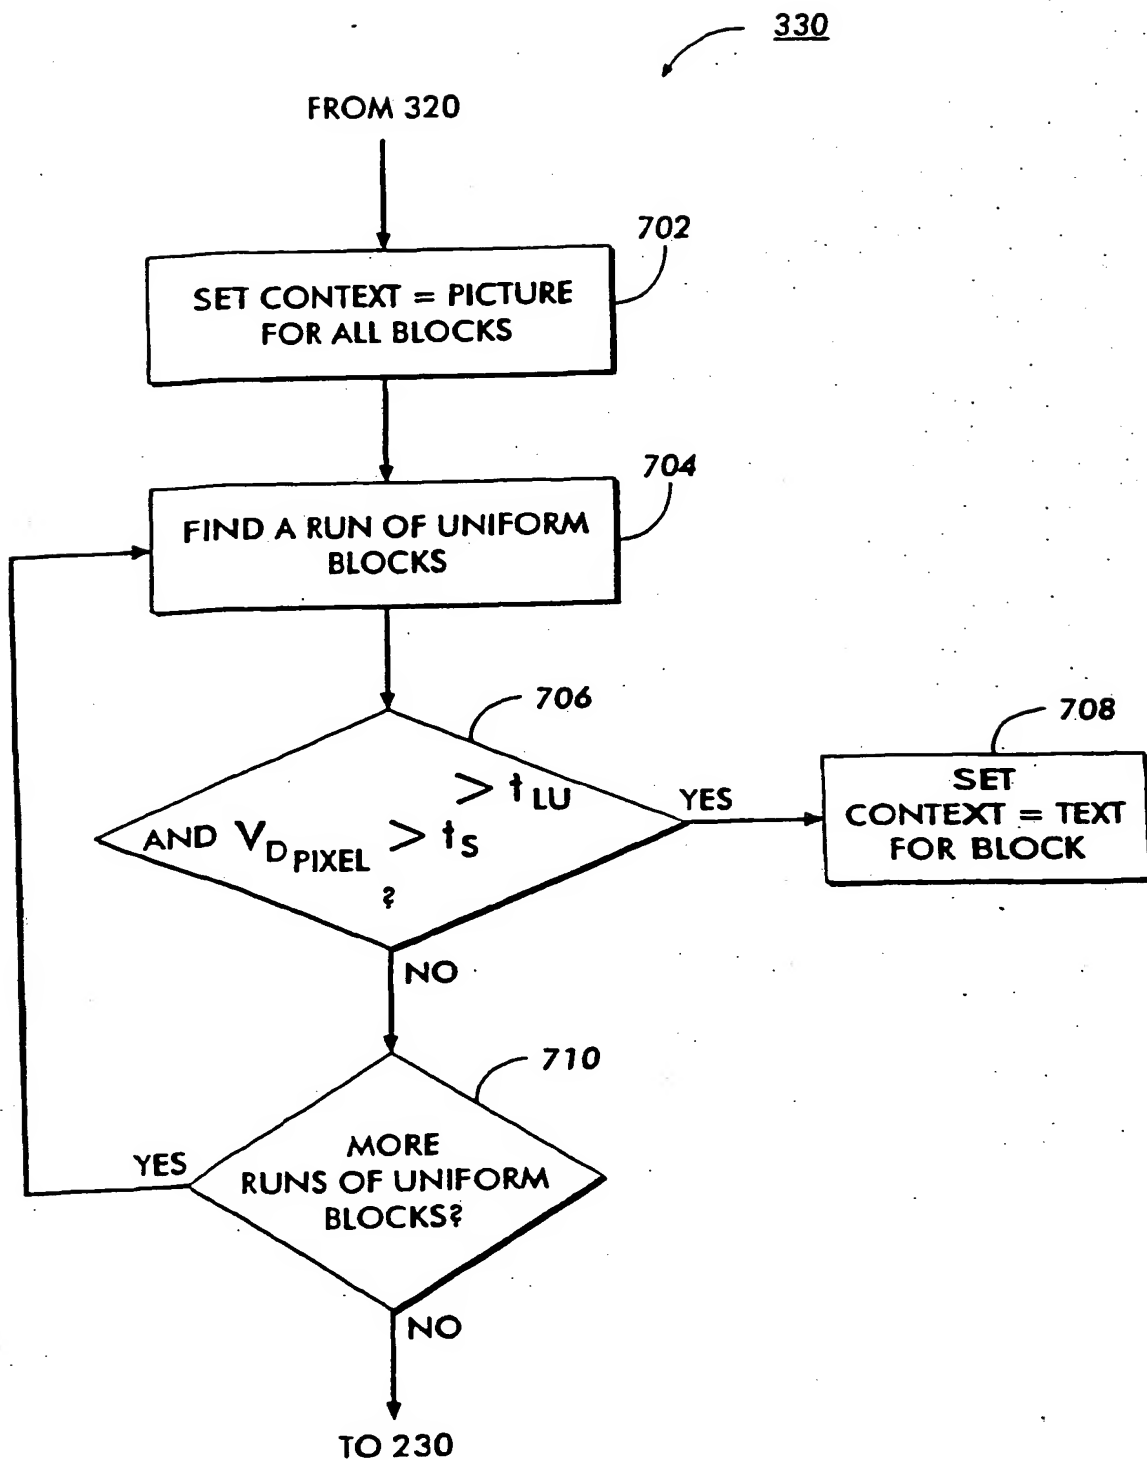 330
FROM 320
702
SET CONTEXT = PICTURE
FOR ALL BLOCKS
704
FIND A RUN OF UNIFORM
BLOCKS
706
> t LU
AND V D PIXEL > t S
?
YES
708
SET
CONTEXT = TEXT
FOR BLOCK
NO
710
MORE
RUNS OF UNIFORM
BLOCKS?
YES
NO
TO 230